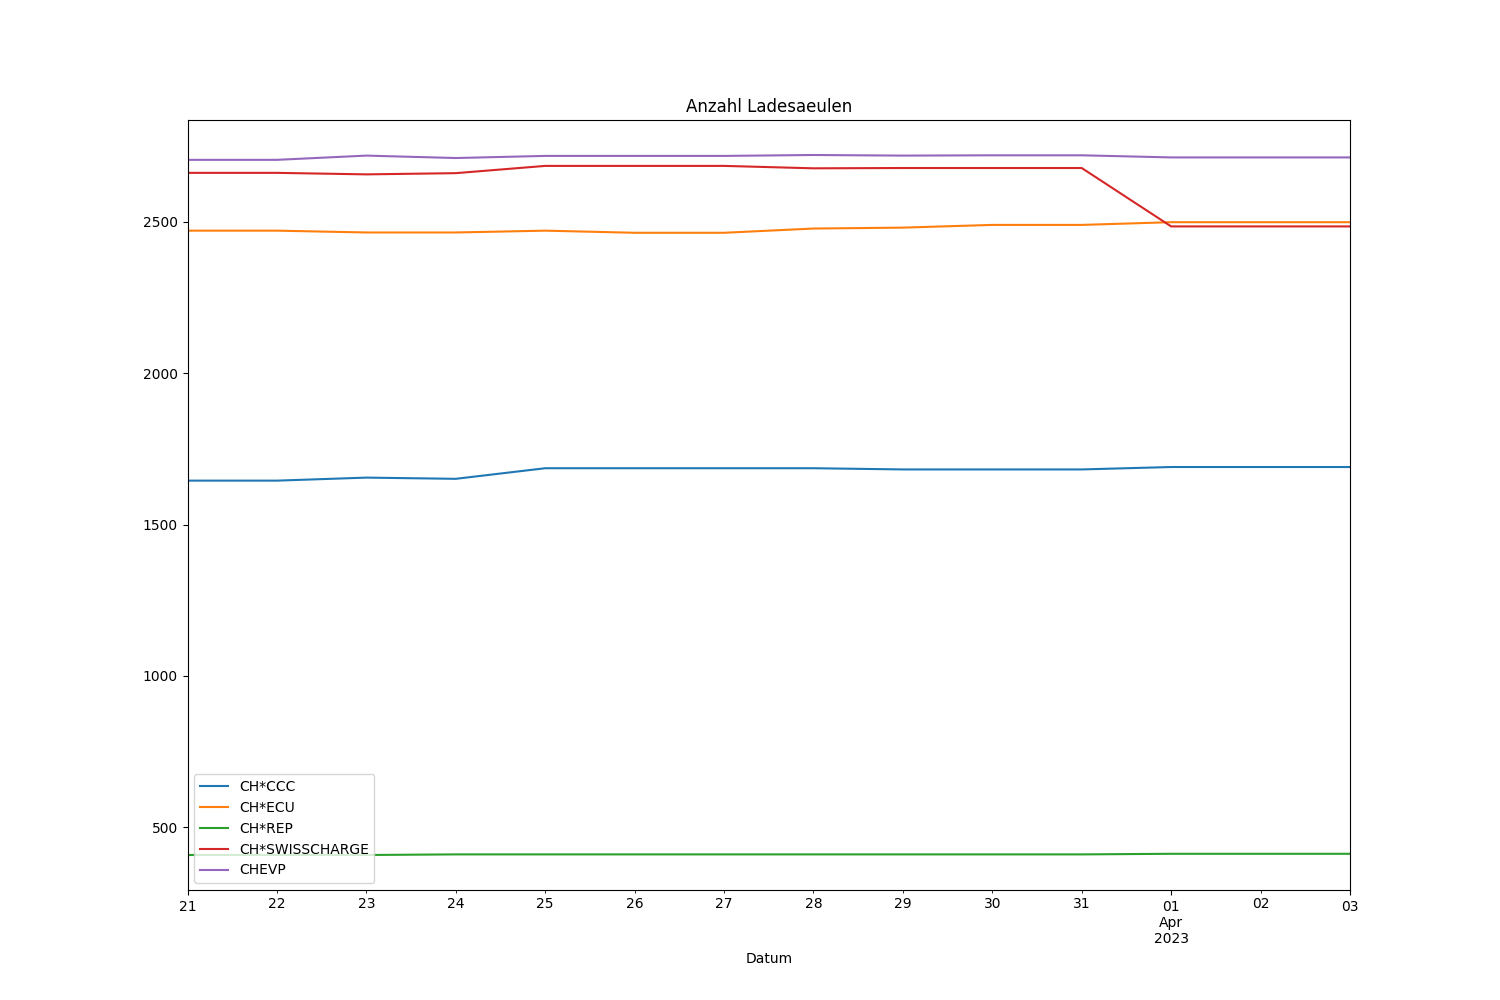 Anzahl Ladesaeulen
2500
2000
1500
1000
500
CH*CCC
CH*ECU
CH*REP
CH*SWISSCHARGE
CHEVP
21 22 23 24 25 26 27 28 29 30 31 01 02 03
Apr
2023
Datum